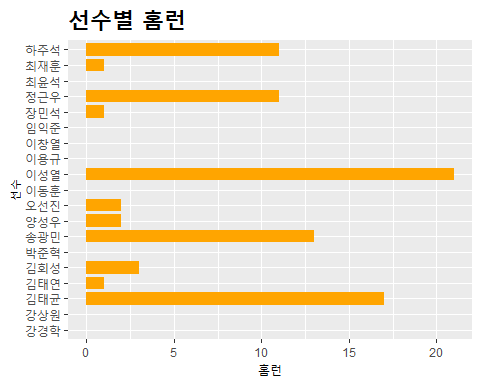 선수별 홈런
하주석
최재훈
최윤석
정근우
장민석
임익준
이창열
이용규
이성열
이동훈
오선진
양성우
송광민
박준혁
김회성
김태연
김태균
강상원
강경학
선수
0 5 10 15 20
홈런